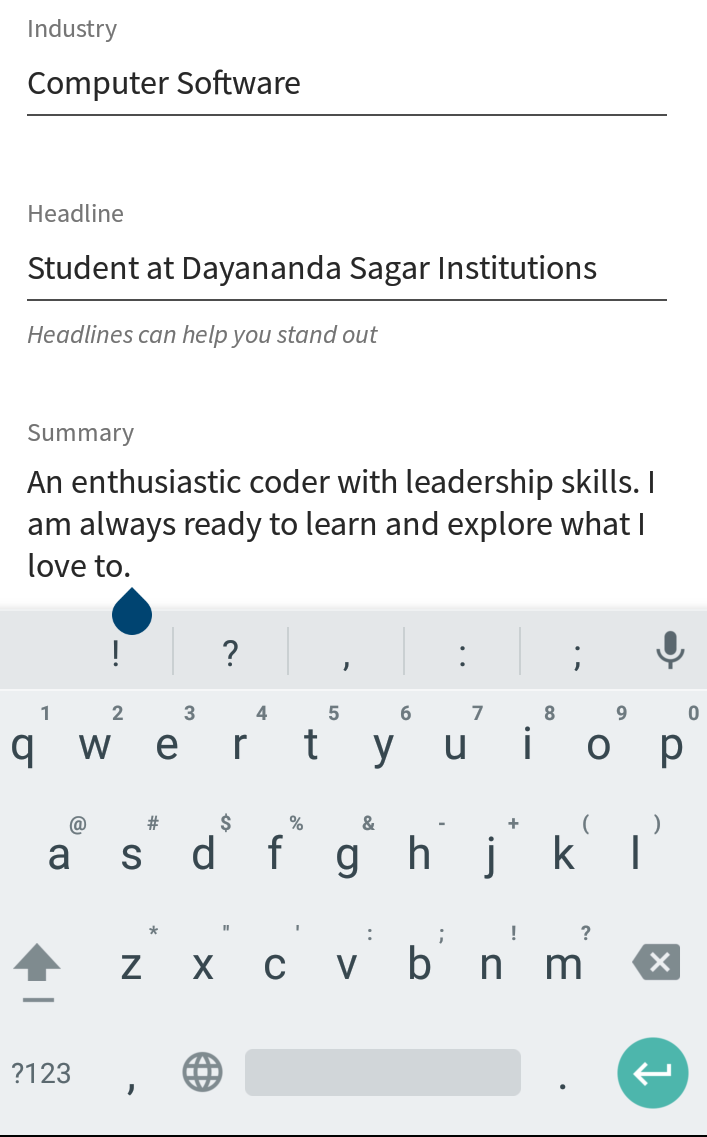 Industry
Computer Software
Headline
Student at Dayananda Sagar Institutions
Headlines can help you stand out
Summary
An enthusiastic coder with leadership skills. I
am always ready to learn and explore what I
love to.
! ? , : ;
1 2 3 4 5 6 7 8 9 0
q w e r t y u i o p
@ # $ % & - + ( )
a s d f g h j k l
* " ' : ; ! ?
z x c v b n m
?123 , .